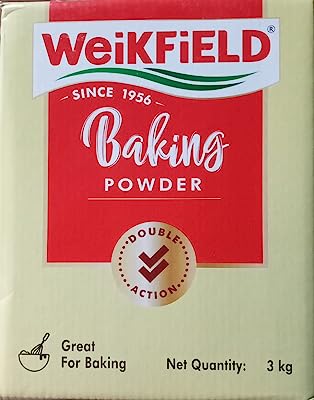 WeiKFiELD®
SINCE 1956
Baking
POWDER
DOUBLE
ACTION
Great
For Baking
Net Quantity: 3 kg